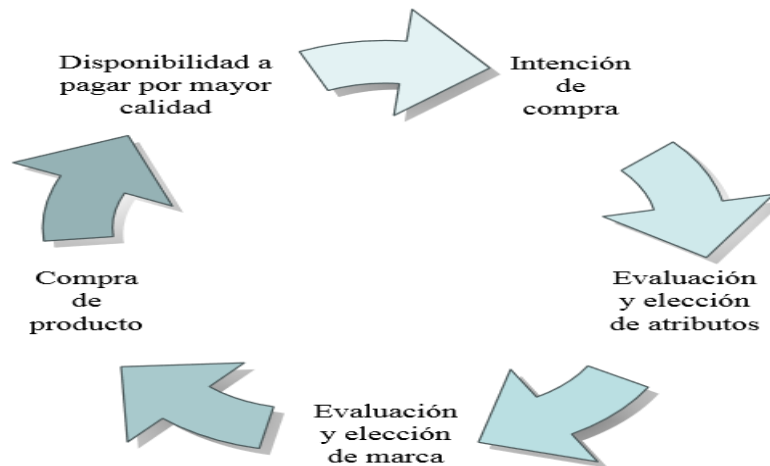 Disponibilidad a
pagar por mayor
calidad
Intención
de
compra
Evaluación
y elección
de atributos
Evaluación
y elección
de marca
Compra
de
producto